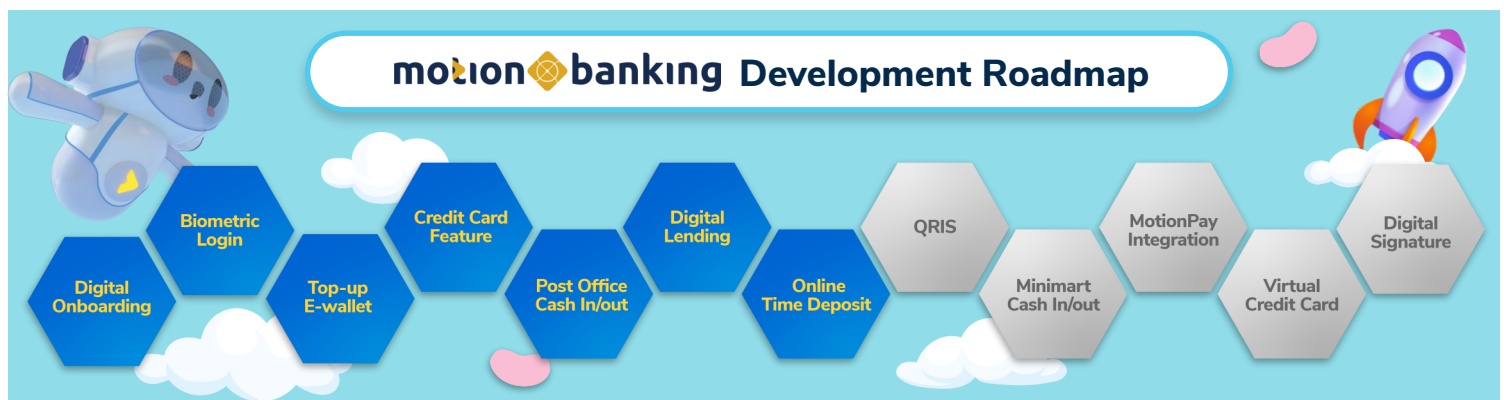 motion banking Development Roadmap
Digital
Onboarding
Biometric
Login
Top-up
E-wallet
Credit Card
Feature
Post Office
Cash In/out
Digital
Lending
Online
Time Deposit
QRIS
Minimart
Cash In/out
MotionPay
Integration
Virtual
Credit Card
Digital
Signature